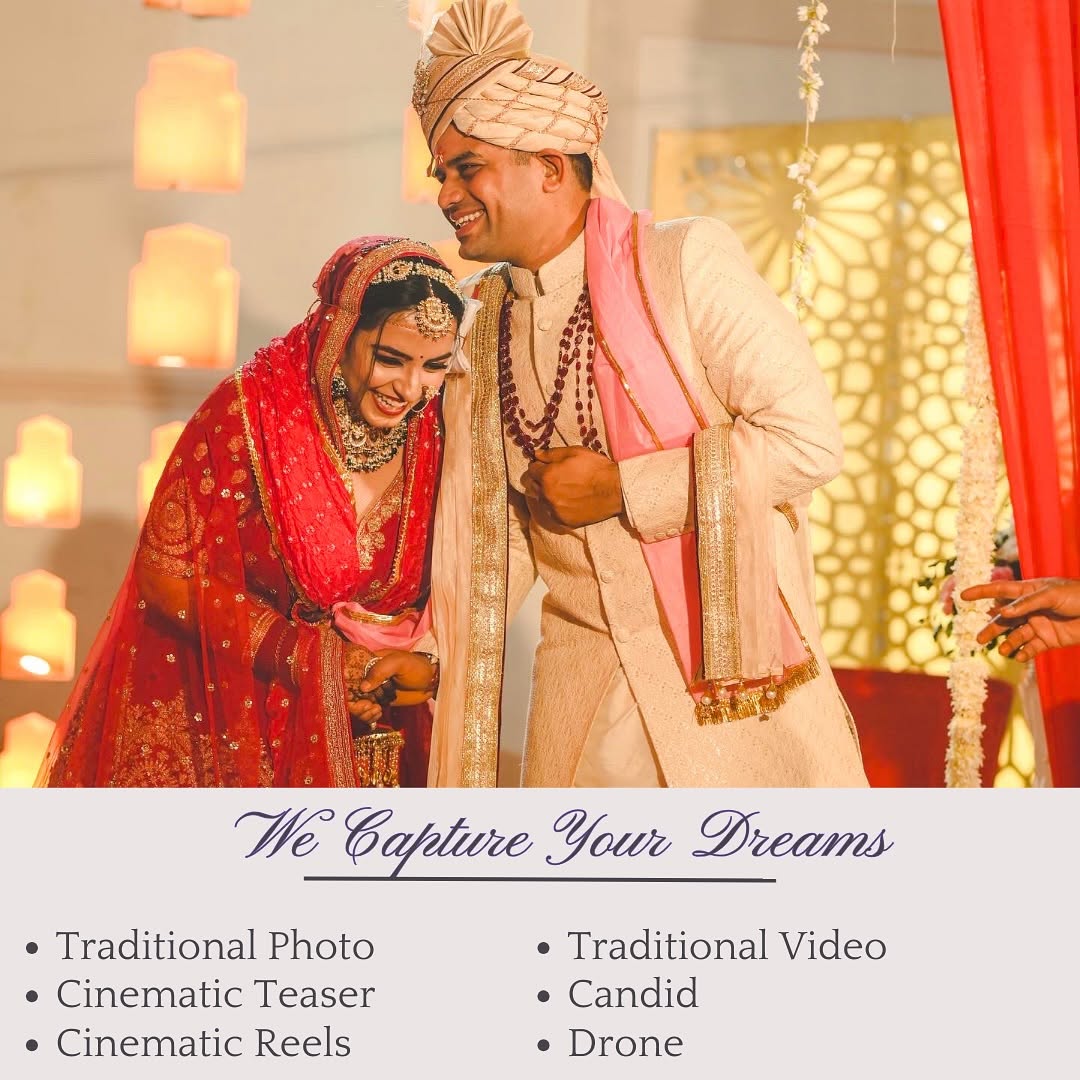 We Capture Your Dreams
• Traditional Photo
• Cinematic Teaser
• Cinematic Reels
• Traditional Video
• Candid
• Drone